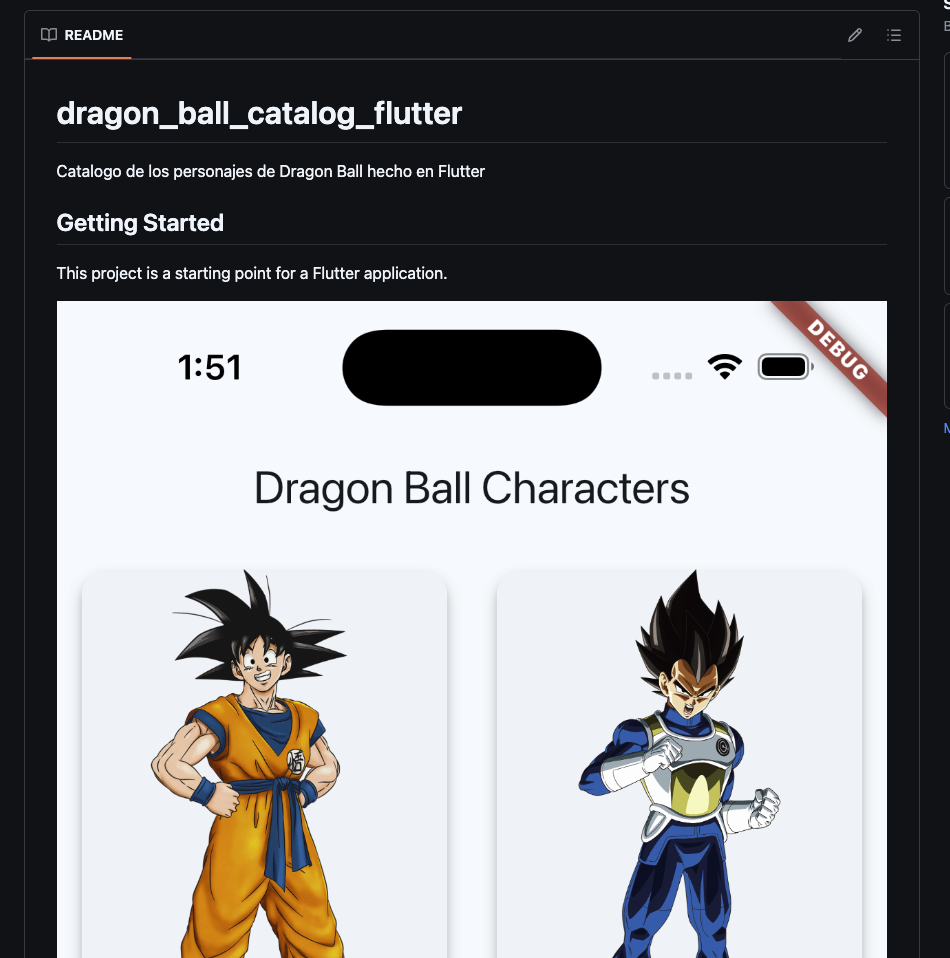 README
dragon_ball_catalog_flutter
Catalogo de los personajes de Dragon Ball hecho en Flutter
Getting Started
This project is a starting point for a Flutter application.
1:51
DEBUG
Dragon Ball Characters
悟